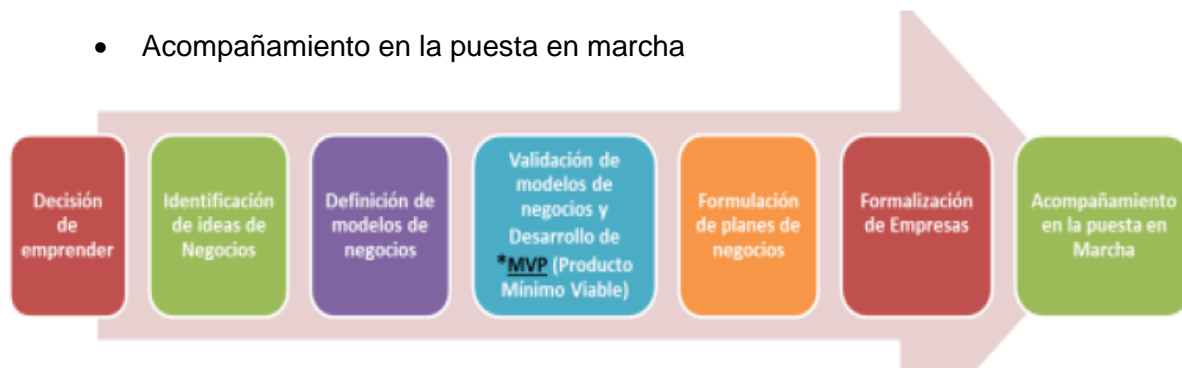 • Acompañamiento en la puesta en marcha
Decisión
de
emprender
Identificación
de ideas de
Negocios
Definición de
modelos de
negocios
Validación de
modelos de
negocios y
Desarrollo de
*MVP (Producto
Mínimo Viable)
Formulación
de planes de
negocios
Formalización
de Empresas
Acompañamiento
en la puesta en
Marcha